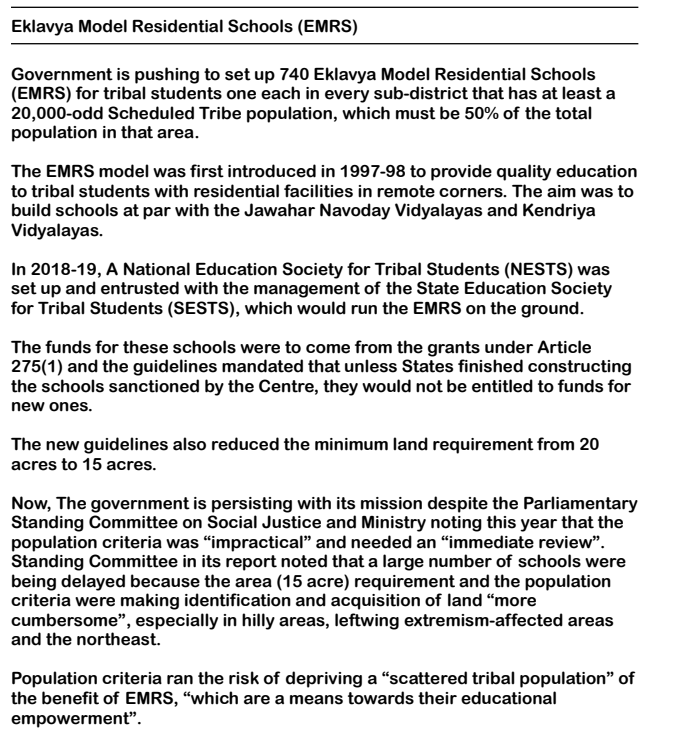 Eklavya Model Residential Schools (EMRS)
Government is pushing to set up 740 Eklavya Model Residential Schools
(EMRS) for tribal students one each in every sub-district that has at least a
20,000-odd Scheduled Tribe population, which must be 50% of the total
population in that area.
The EMRS model was first introduced in 1997-98 to provide quality education
to tribal students with residential facilities in remote corners. The aim was to
build schools at par with the Jawahar Navoday Vidyalayas and Kendriya
Vidyalayas.
In 2018-19, A National Education Society for Tribal Students (NESTS) was
set up and entrusted with the management of the State Education Society
for Tribal Students (SESTS), which would run the EMRS on the ground.
The funds for these schools were to come from the grants under Article
275(1) and the guidelines mandated that unless States finished constructing
the schools sanctioned by the Centre, they would not be entitled to funds for
new ones.
The new guidelines also reduced the minimum land requirement from 20
acres to 15 acres.
Now, The government is persisting with its mission despite the Parliamentary
Standing Committee on Social Justice and Ministry noting this year that the
population criteria was “impractical” and needed an “immediate review”.
Standing Committee in its report noted that a large number of schools were
being delayed because the area (15 acre) requirement and the population
criteria were making identification and acquisition of land “more
cumbersome”, especially in hilly areas, leftwing extremism-affected areas
and the northeast.
Population criteria ran the risk of depriving a “scattered tribal population” of
the benefit of EMRS, “which are a means towards their educational
empowerment”.